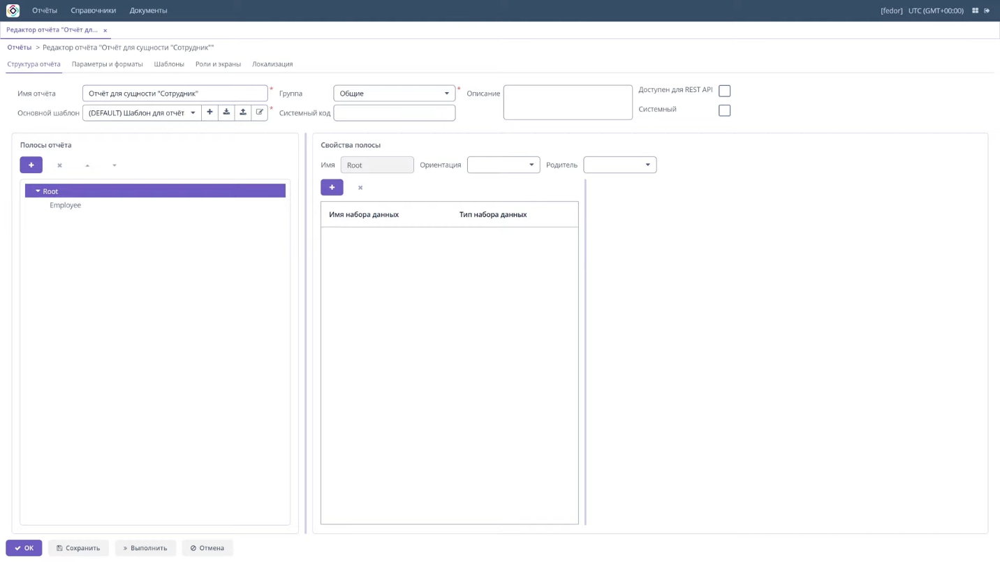 Отчёты Справочники Документы [fedor] UTC (GMT+00:00)
Редактор отчёта "Отчёт дл... x
Отчёты > Редактор отчёта "Отчёт для сущности "Сотрудник""
Структура отчёта Параметры и форматы Шаблоны Роли и экраны Локализация
Имя отчёта Отчёт для сущности "Сотрудник" * Группа Общие * Описание Доступен для REST API
Основной шаблон (DEFAULT) Шаблон для отчёт * Системный код Системный
Полосы отчёта
Root
Employee
Свойства полосы
Имя Root Ориентация Родитель
Имя набора данных Тип набора данных
OK Сохранить » Выполнить Отмена